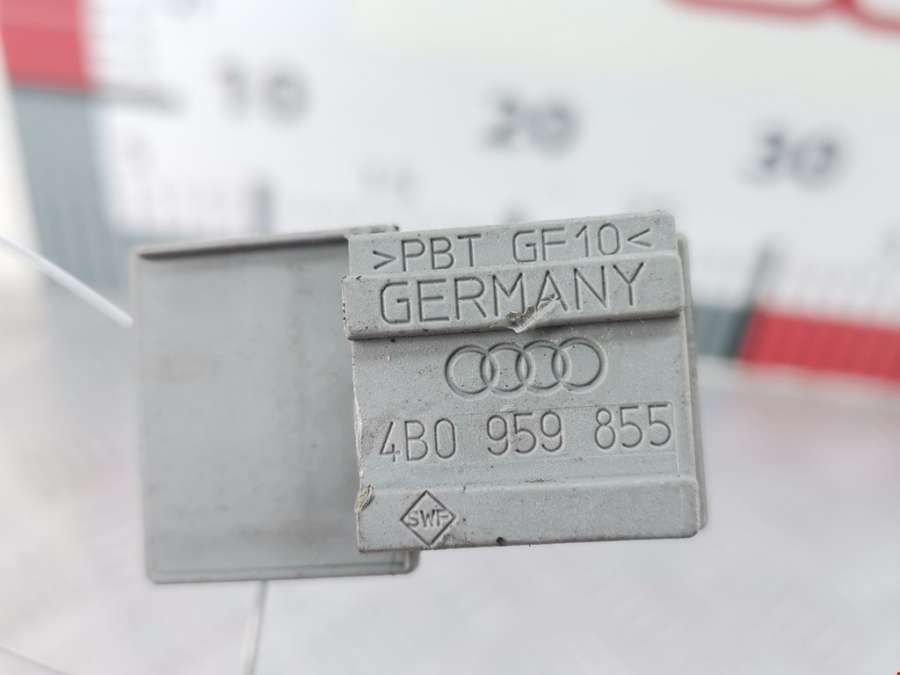 10
20
30
>PBT GF10<
GERMANY
4B0 959 855
SWF